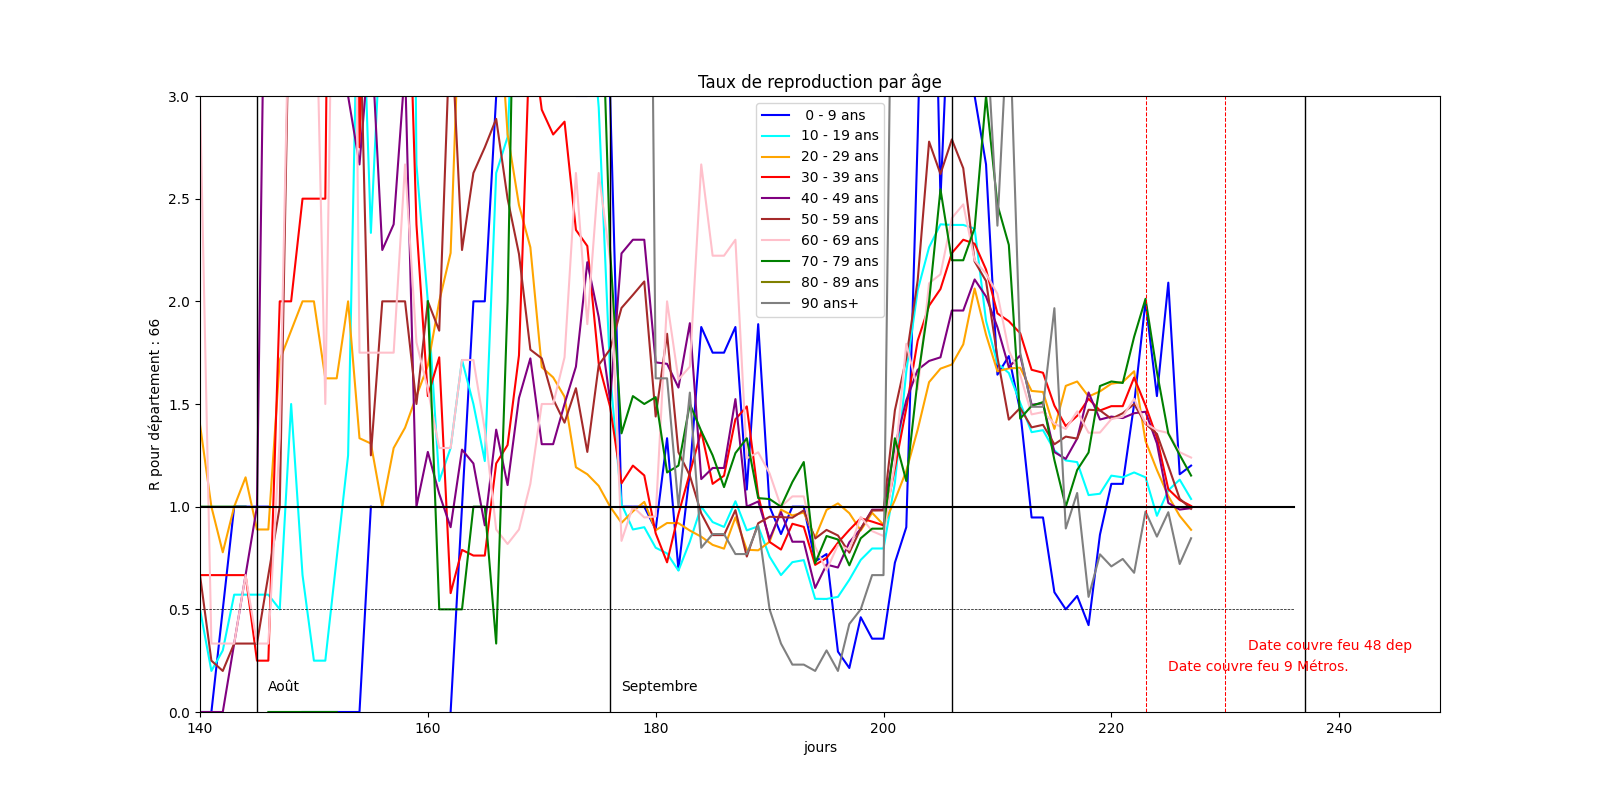 Taux de reproduction par âge
3.0
2.5
2.0
1.5
1.0
0.5
0.0
R pour département : 66
0 - 9 ans
10 - 19 ans
20 - 29 ans
30 - 39 ans
40 - 49 ans
50 - 59 ans
60 - 69 ans
70 - 79 ans
80 - 89 ans
90 ans+
Date couvre feu 48 dep
Date couvre feu 9 Métros.
Août
Septembre
140
160
180
200
220
240
jours